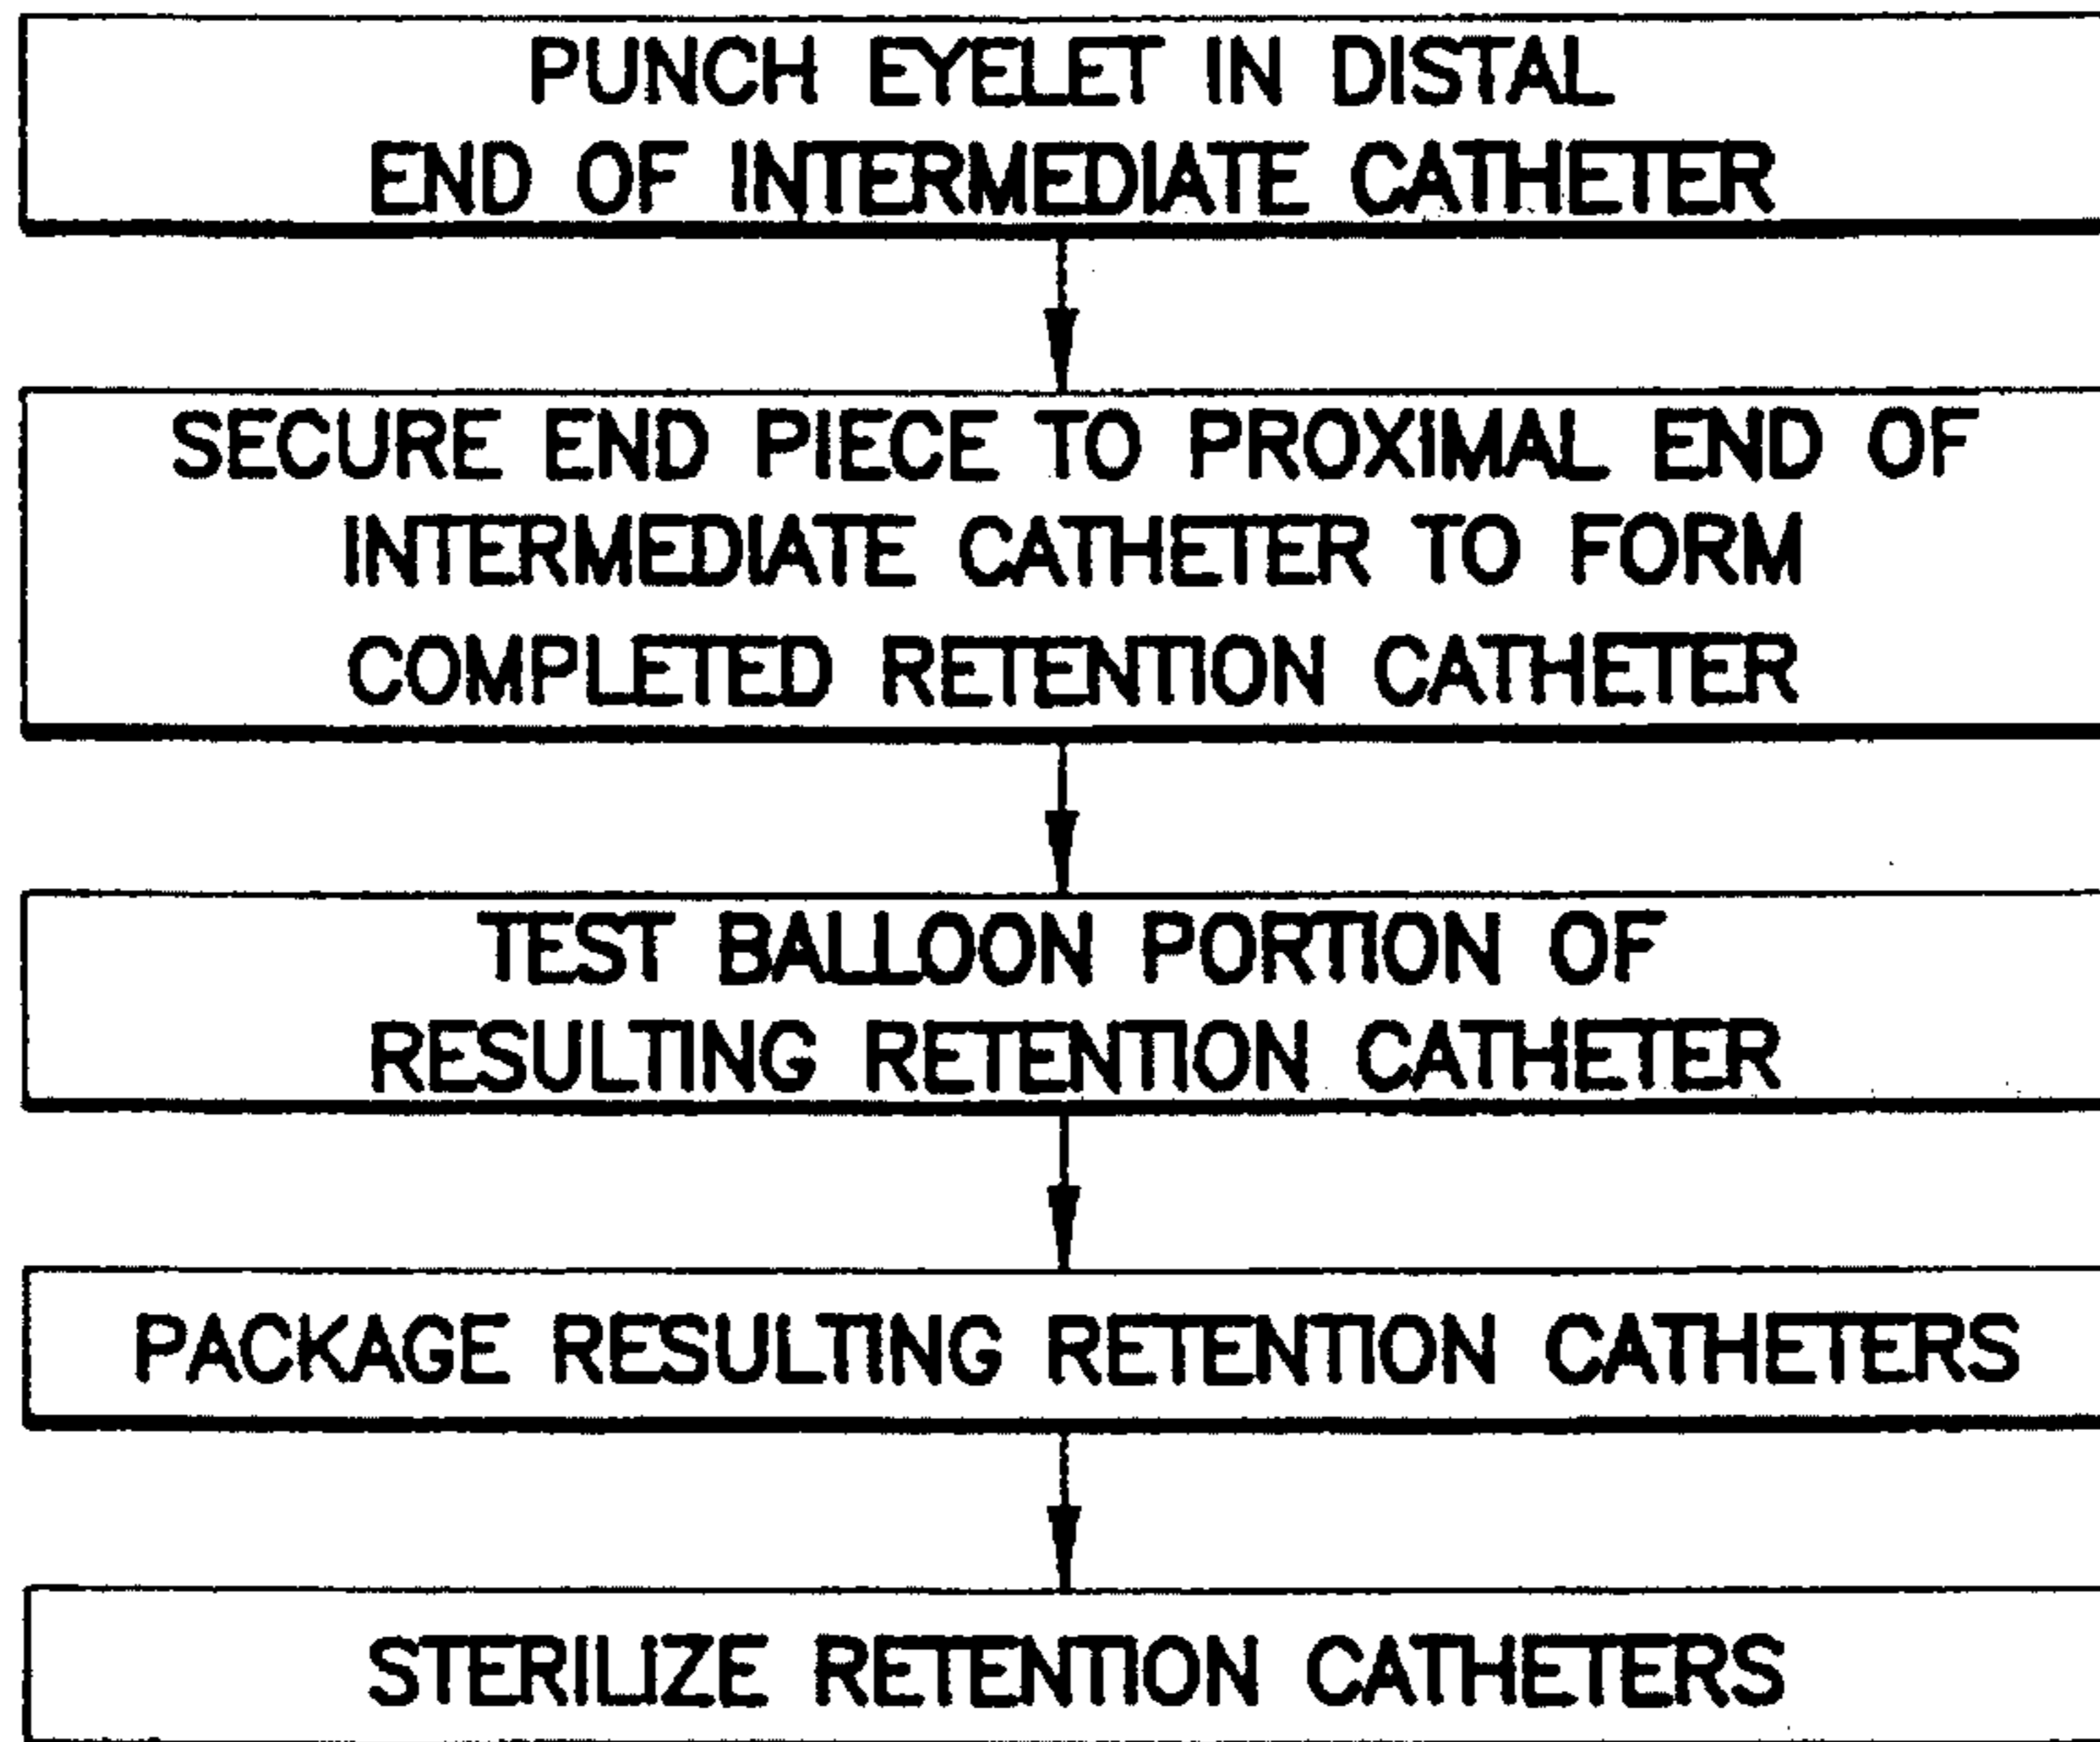 PUNCH EYELET IN DISTAL
END OF INTERMEDIATE CATHETER
SECURE END PIECE TO PROXIMAL END OF
INTERMEDIATE CATHETER TO FORM
COMPLETED RETENTION CATHETER
TEST BALLOON PORTION OF
RESULTING RETENTION CATHETER
PACKAGE RESULTING RETENTION CATHETERS
STERILIZE RETENTION CATHETERS